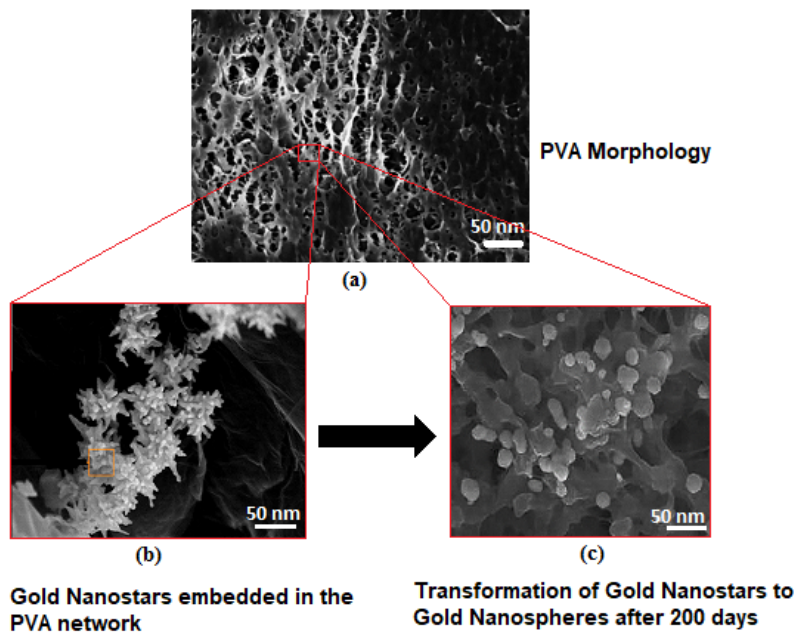 PVA Morphology
50 nm
(a)
50 nm
50 nm
(b)
(c)
Gold Nanostars embedded in the
PVA network
Transformation of Gold Nanostars to
Gold Nanospheres after 200 days